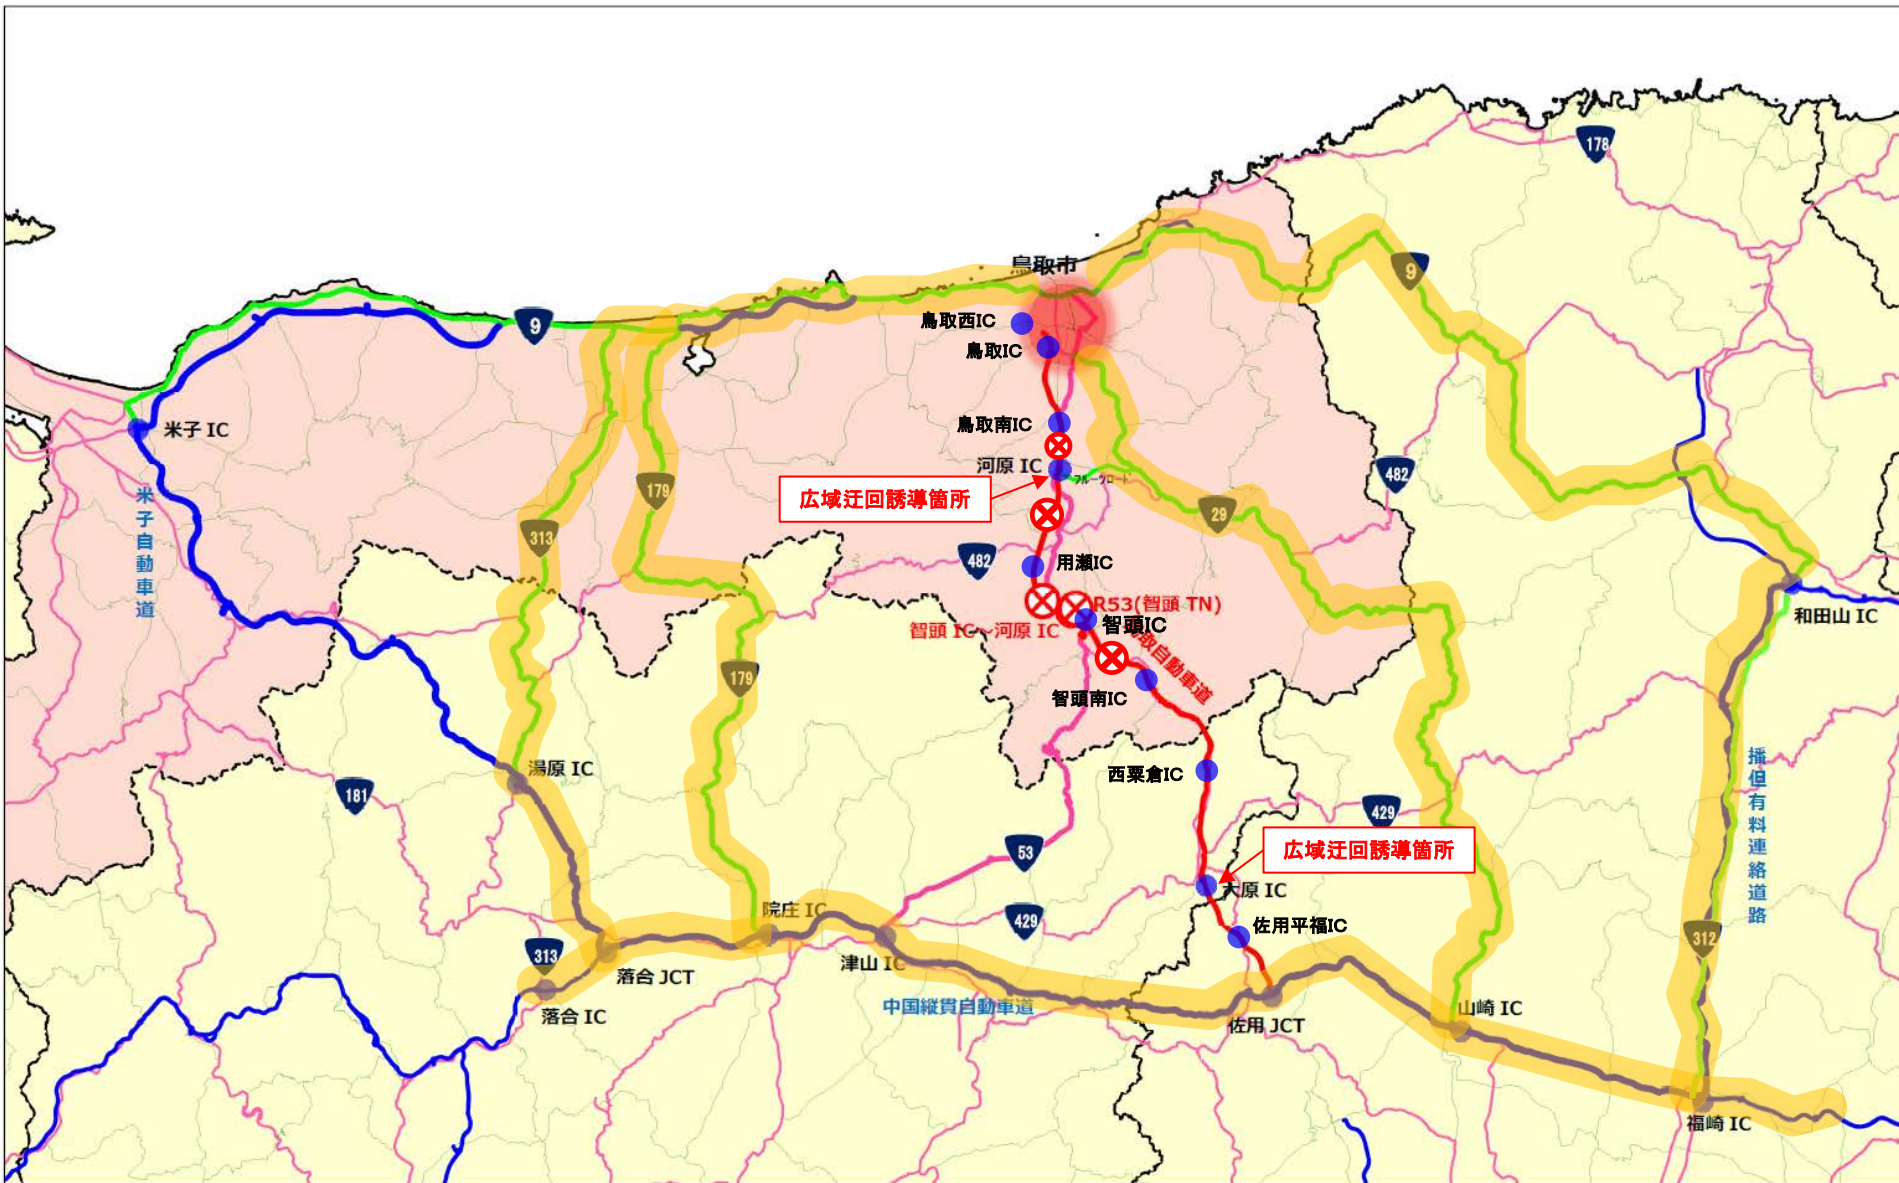 178
鳥取市
9
鳥取西IC
9
鳥取IC
米子 IC
鳥取南IC
河原 IC
フルーツロード
482
広域迂回誘導箇所
179
29
米子自動車道
313
482
用瀬IC
R53(智頭 TN)
和田山 IC
智頭 IC～河原 IC
智頭IC
鳥取自動車道
179
智頭南IC
湯原 IC
西粟倉IC
播但有料連絡道路
181
429
53
広域迂回誘導箇所
大原 IC
院庄 IC
429
佐用平福IC
312
313
津山 IC
落合 JCT
中国縦貫自動車道
山崎 IC
落合 IC
佐用 JCT
福崎 IC